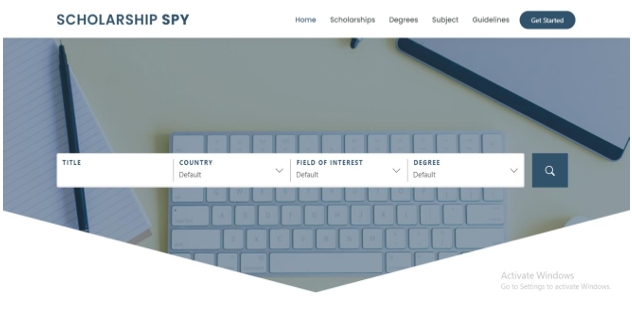 SCHOLARSHIP SPY
Home Scholarships Degrees Subject Guidelines Get Started
TITLE COUNTRY FIELD OF INTEREST DEGREE
Default Default Default
Activate Windows
Go to Settings to activate Windows.